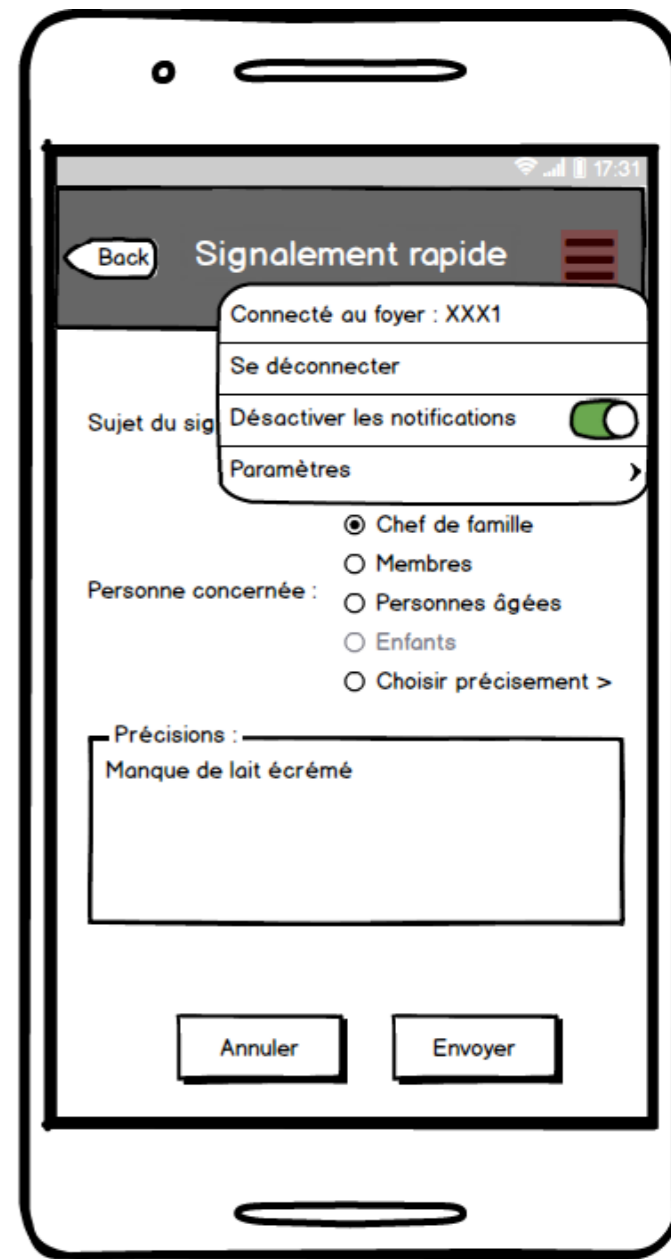 17:31
Back
Signalement rapide
Connecté au foyer : XXX1
Se déconnecter
Sujet du sig
Désactiver les notifications
Paramètres >
Chef de famille
Membres
Personne concernée :
Personnes âgées
Enfants
Choisir précisement >
Précisions :
Manque de lait écrémé
Annuler
Envoyer